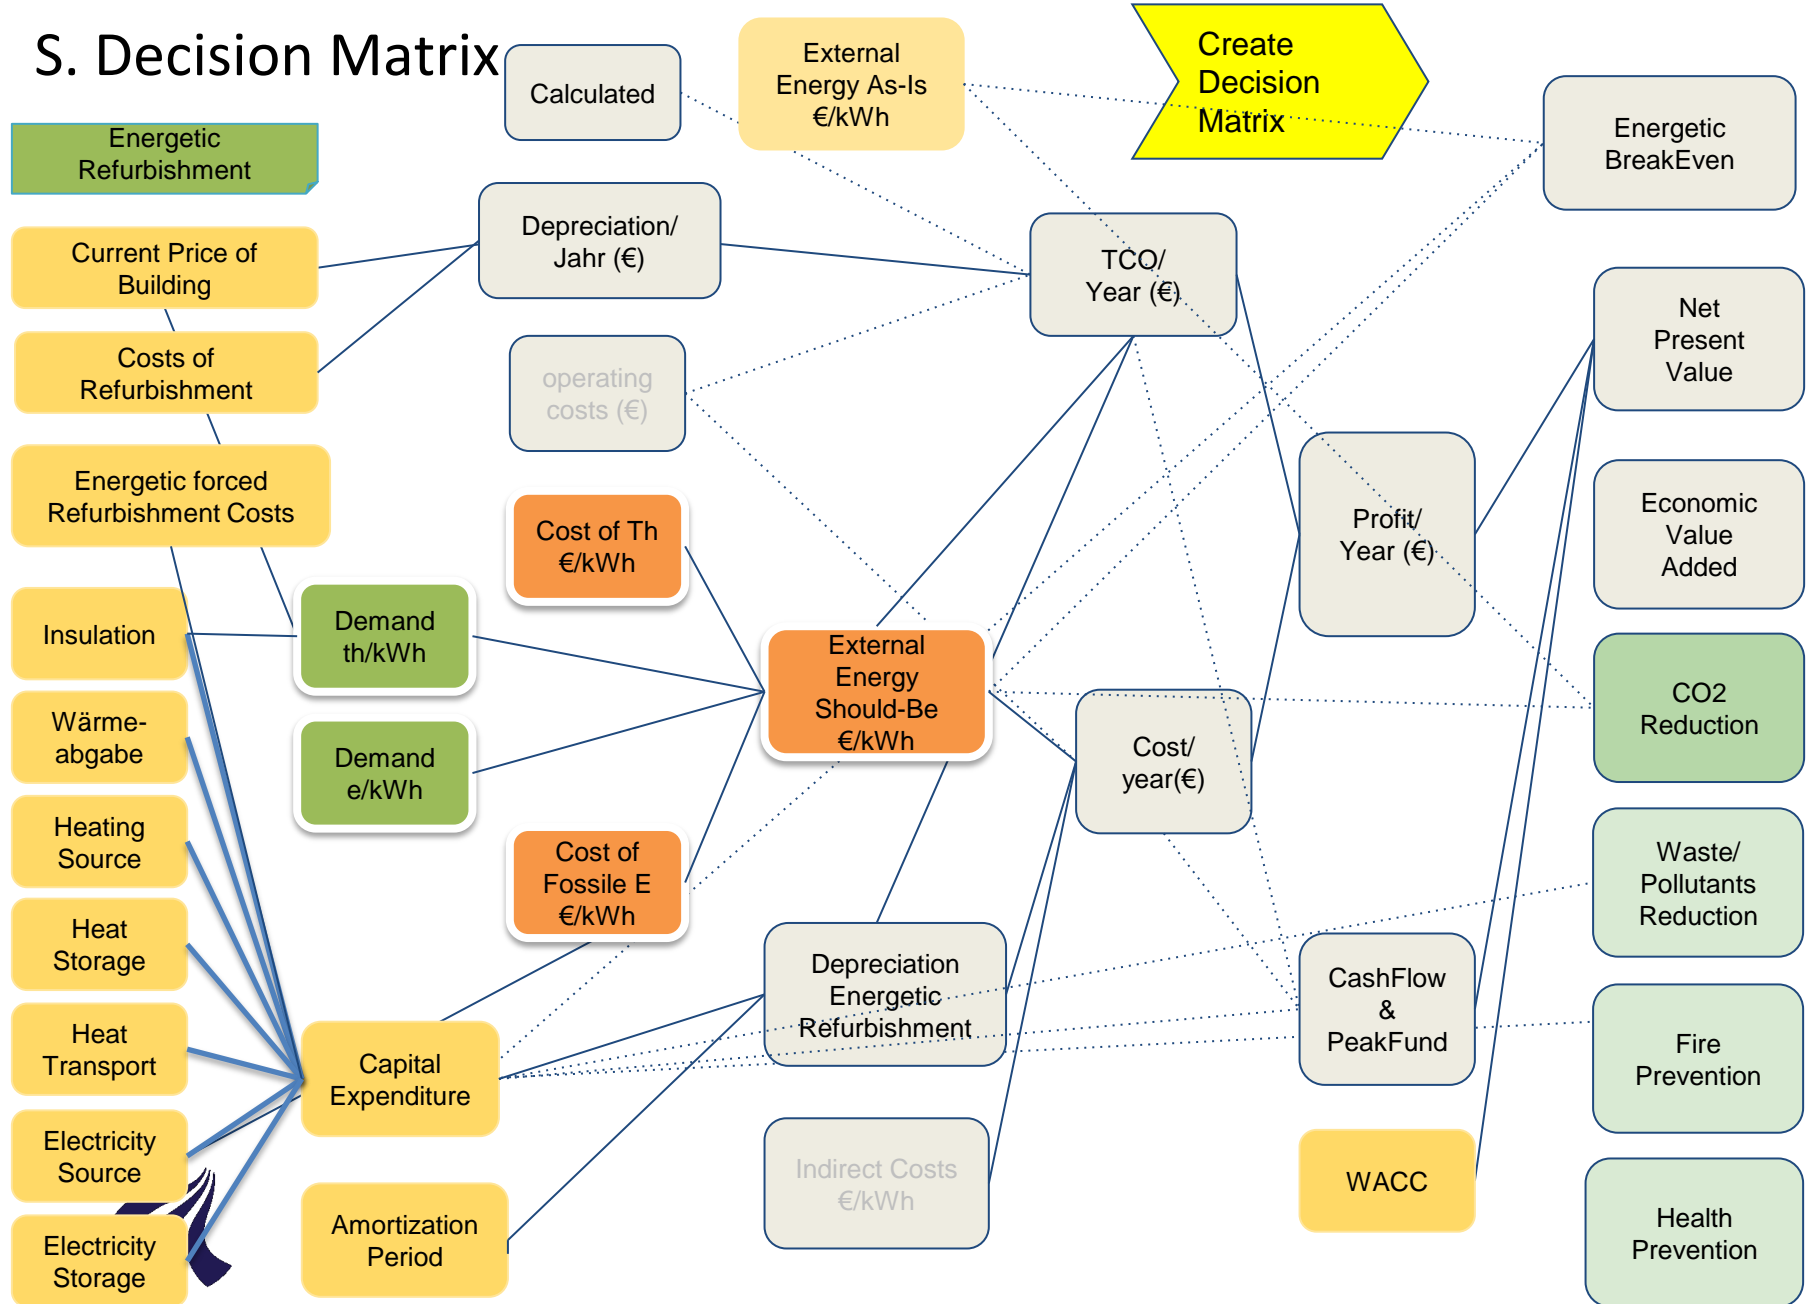 S. Decision Matrix
Calculated
External
Energy As-Is
€/kWh
Create
Decision
Matrix
Energetic
BreakEven
Energetic
Refurbishment
Current Price of
Building
Depreciation/
Jahr (€)
TCO/
Year (€)
Net
Present
Value
Costs of
Refurbishment
operating
costs (€)
Energetic forced
Refurbishment Costs
Cost of Th
€/kWh
Profit/
Year (€)
Economic
Value
Added
Insulation
Demand
th/kWh
External
Energy
Should-Be
€/kWh
CO2
Reduction
Wärme-
abgabe
Demand
e/kWh
Cost/
year(€)
Heating
Source
Cost of
Fossile E
€/kWh
Waste/
Pollutants
Reduction
Heat
Storage
Depreciation
Energetic
Refurbishment
CashFlow
&
PeakFund
Heat
Transport
Capital
Expenditure
Fire
Prevention
Electricity
Source
Indirect Costs
€/kWh
WACC
Electricity
Storage
Amortization
Period
Health
Prevention